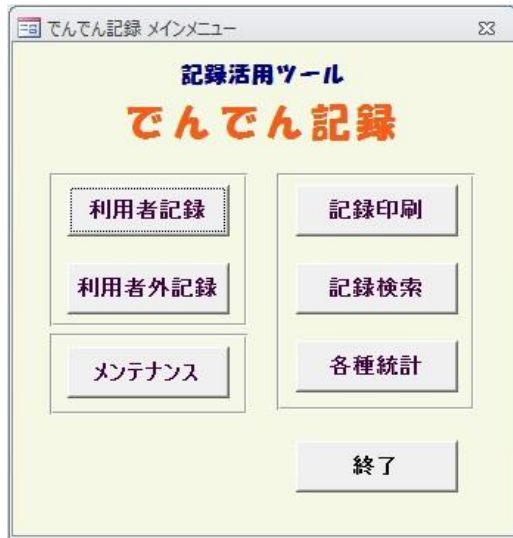 でんでん記録 メインメニュー
記録活用ツール
でんでん記録
利用者記録
利用者外記録
メンテナンス
記録印刷
記録検索
各種統計
終了